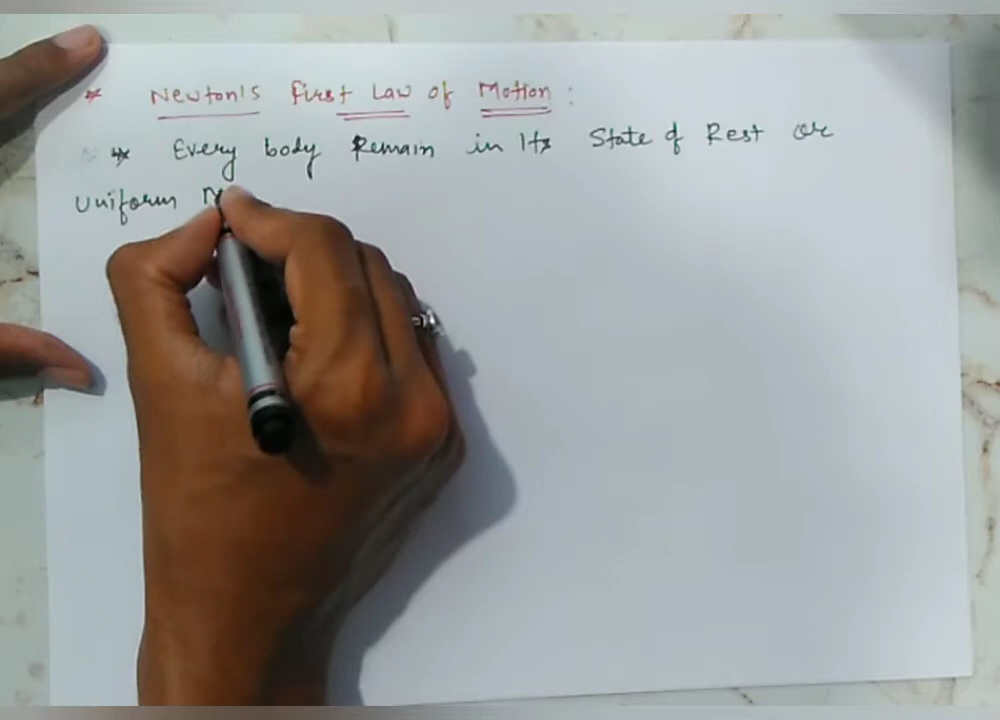 * Newton's First Law of Motion :
* Every body Remain in Its State of Rest or
Uniform